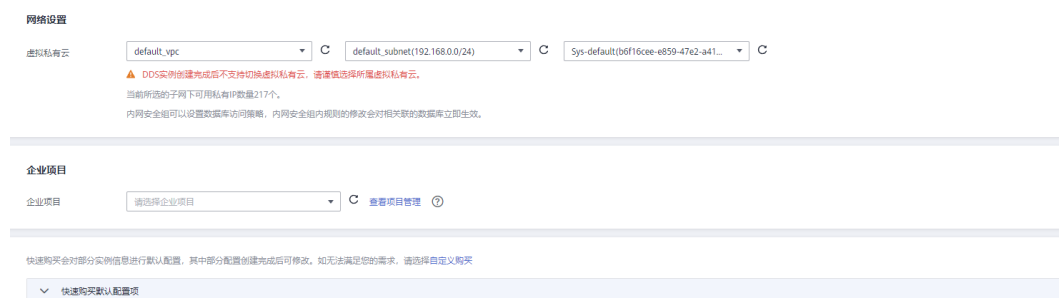 网络设置
虚拟私有云 default_vpc default_subnet(192.168.0.0/24) Sys-default(b6f16cee-e859-47e2-a41...
DDS实例创建完成后不支持切换虚拟私有云，请谨慎选择所属虚拟私有云。
当前所选的子网下可用私有IP数量217个。
内网安全组可以设置数据库访问策略，内网安全组内规则的修改会对相关联的数据库立即生效。
企业项目
企业项目 请选择企业项目 查看项目管理 ?
快速购买会对部分实例信息进行默认配置，其中部分配置创建完成后可修改。如无法满足您的需求，请选择自定义购买
快速购买默认配置项